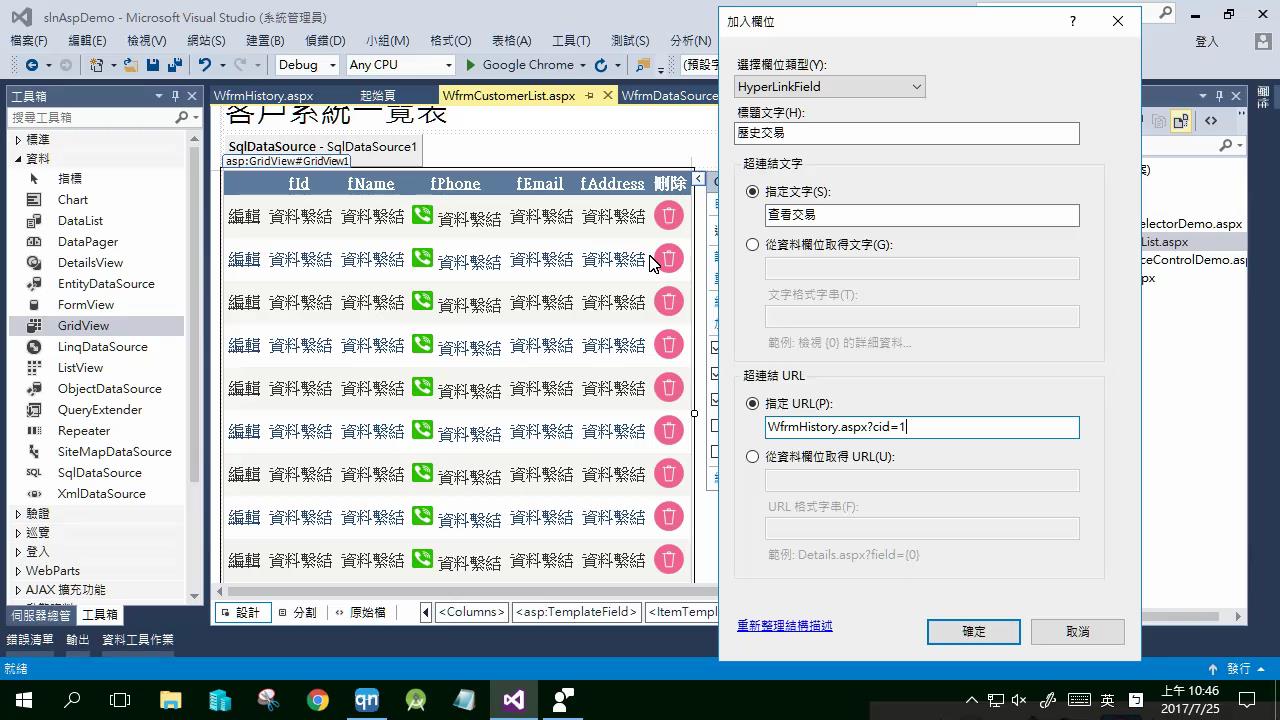 slnAspDemo - Microsoft Visual Studio (系統管理員)
檔案(F)
編輯(E)
檢視(V)
網站(S)
建置(B)
偵錯(D)
小組(M)
格式(O)
表格(A)
工具(T)
測試(S)
分析(N)
登入
Debug
Any CPU
Google Chrome
(預設字
工具箱
搜尋工具箱
標準
資料
指標
Chart
DataList
DataPager
DetailsView
EntityDataSource
FormView
GridView
LinqDataSource
ListView
ObjectDataSource
QueryExtender
Repeater
SiteMapDataSource
SqlDataSource
XmlDataSource
驗證
巡覽
登入
WebParts
AJAX 擴充功能
伺服器總管
工具箱
錯誤清單
輸出
資料工具作業
就緒
WfrmHistory.aspx
起始頁
WfrmCustomerList.aspx
WfrmDataSource
客戶系統一覽表
SqlDataSource - SqlDataSource1
asp:GridView#GridView1
fId fName fPhone fEmail fAddress 刪除
編輯 資料繫結 資料繫結 資料繫結 資料繫結 資料繫結
編輯 資料繫結 資料繫結 資料繫結 資料繫結 資料繫結
編輯 資料繫結 資料繫結 資料繫結 資料繫結 資料繫結
編輯 資料繫結 資料繫結 資料繫結 資料繫結 資料繫結
編輯 資料繫結 資料繫結 資料繫結 資料繫結 資料繫結
編輯 資料繫結 資料繫結 資料繫結 資料繫結 資料繫結
編輯 資料繫結 資料繫結 資料繫結 資料繫結 資料繫結
編輯 資料繫結 資料繫結 資料繫結 資料繫結 資料繫結
編輯 資料繫結 資料繫結 資料繫結 資料繫結 資料繫結
設計
分割
原始檔
<Columns>
<asp:TemplateField>
<ItemTempl
加入欄位
選擇欄位類型(Y):
HyperLinkField
標題文字(H):
歷史交易
超連結文字
指定文字(S):
查看交易
從資料欄位取得文字(G):
文字格式字串(T):
範例: 檢視 {0} 的詳細資料...
超連結 URL
指定 URL(P):
WfrmHistory.aspx?cid=1
從資料欄位取得 URL(U):
URL 格式字串(F):
範例: Details.aspx?field={0}
重新整理結構描述
確定
取消
electorDemo.aspx
List.aspx
ceControlDemo.as
px
發行
英
上午 10:46
2017/7/25